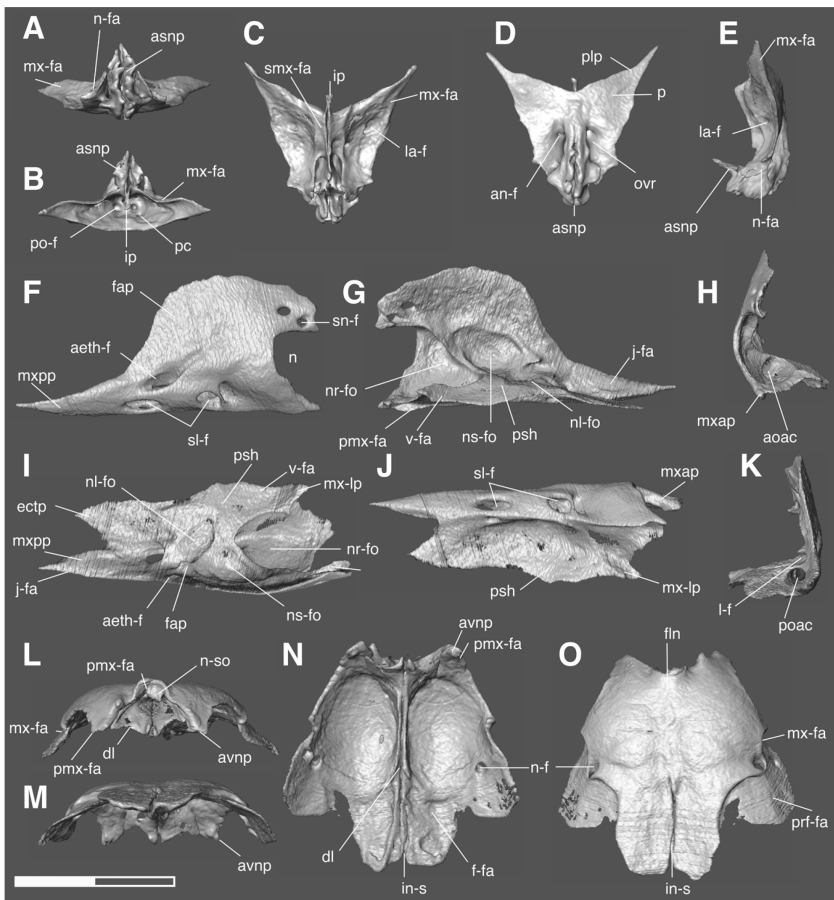 A
n-fa
asnp
mx-fa
B
asnp
mx-fa
po-f
ip
pc
C
smx-fa
ip
mx-fa
la-f
D
plp
p
an-f
ovr
asnp
E
mx-fa
la-f
asnp
n-fa
F
fap
sn-f
aeth-f
n
mxpp
sl-f
G
j-fa
nr-fo
pmx-fa
v-fa
ns-fo
psh
nl-fo
H
mxap
aoac
I
psh
v-fa
nl-fo
mx-lp
ectp
mxpp
nr-fo
j-fa
aeth-f
fap
ns-fo
J
sl-f
mxap
psh
mx-lp
K
l-f
poac
L
pmx-fa
n-so
mx-fa
dl
pmx-fa
avnp
M
avnp
N
avnp
pmx-fa
n-f
dl
f-fa
in-s
O
fln
mx-fa
prf-fa
in-s